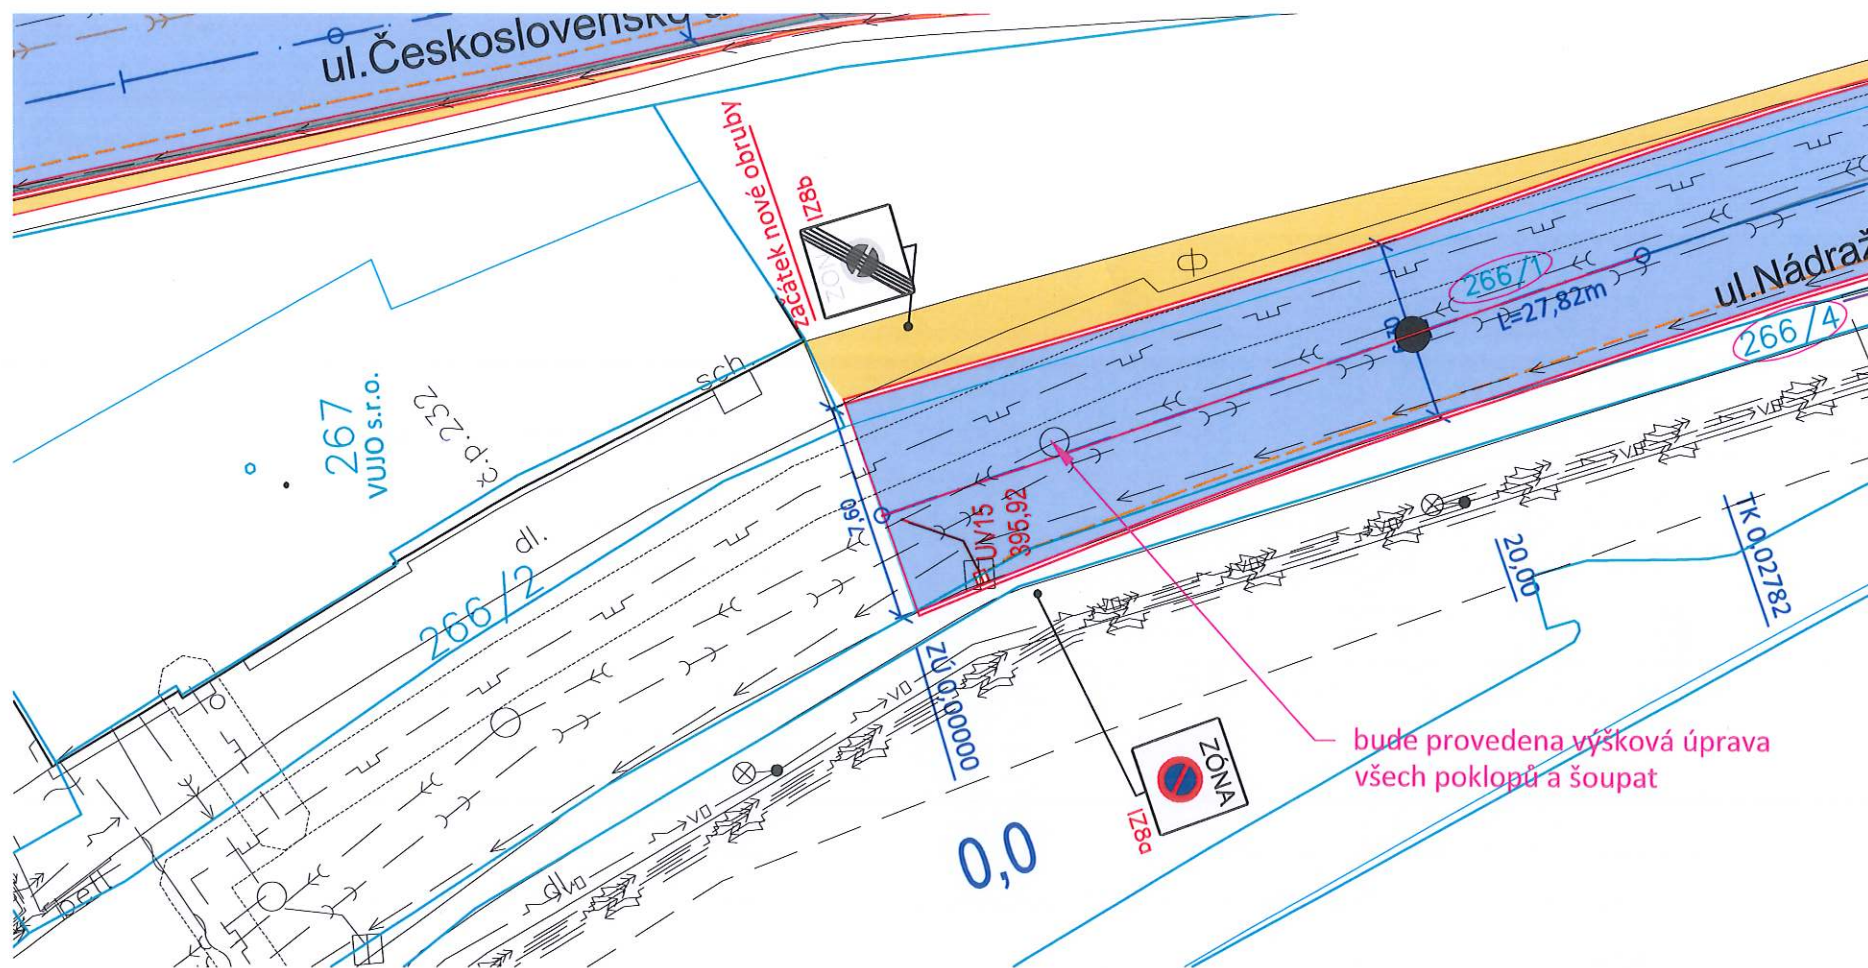 ul.Československé
začátek nové obruby
IZ8b
ZÓNA
266/1
L=27,82m
ul.Nádraž
266/4
sch
267
VUJO s.r.o.
č.p.232
dl.
266/2
7,60
UV15
395,92
20,00
TK 0,02782
ZÚ 0,00000
0,0
ZÓNA
IZ8a
bude provedena výšková úprava
všech poklopů a šoupat
dl.